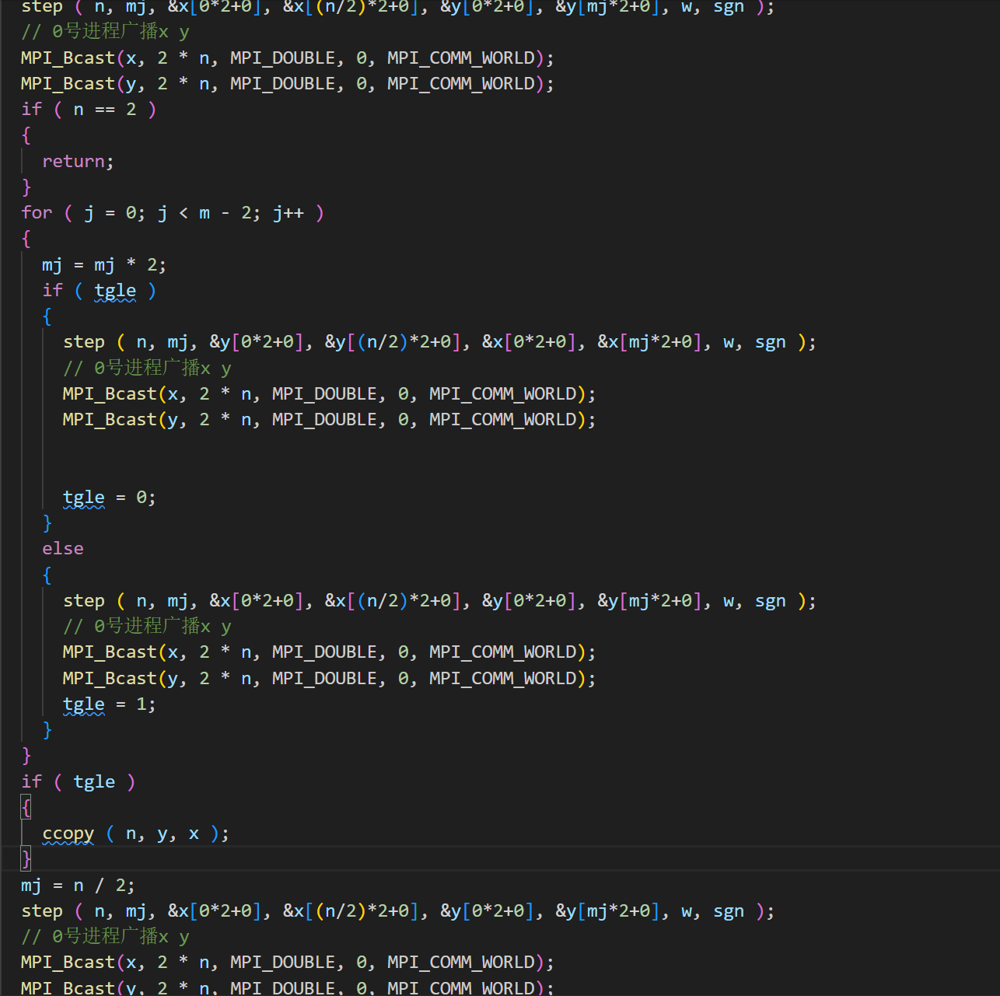 step ( n, mj, &x[0*2+0], &x[(n/2)*2+0], &y[0*2+0], &y[mj*2+0], w, sgn );
// 0号进程广播x y
MPI_Bcast(x, 2 * n, MPI_DOUBLE, 0, MPI_COMM_WORLD);
MPI_Bcast(y, 2 * n, MPI_DOUBLE, 0, MPI_COMM_WORLD);
if ( n == 2 )
{
  return;
}
for ( j = 0; j < m - 2; j++ )
{
  mj = mj * 2;
  if ( tgle )
  {
    step ( n, mj, &y[0*2+0], &y[(n/2)*2+0], &x[0*2+0], &x[mj*2+0], w, sgn );
    // 0号进程广播x y
    MPI_Bcast(x, 2 * n, MPI_DOUBLE, 0, MPI_COMM_WORLD);
    MPI_Bcast(y, 2 * n, MPI_DOUBLE, 0, MPI_COMM_WORLD);
    tgle = 0;
  }
  else
  {
    step ( n, mj, &x[0*2+0], &x[(n/2)*2+0], &y[0*2+0], &y[mj*2+0], w, sgn );
    // 0号进程广播x y
    MPI_Bcast(x, 2 * n, MPI_DOUBLE, 0, MPI_COMM_WORLD);
    MPI_Bcast(y, 2 * n, MPI_DOUBLE, 0, MPI_COMM_WORLD);
    tgle = 1;
  }
}
if ( tgle )
{
  ccopy ( n, y, x );
}
mj = n / 2;
step ( n, mj, &x[0*2+0], &x[(n/2)*2+0], &y[0*2+0], &y[mj*2+0], w, sgn );
// 0号进程广播x y
MPI_Bcast(x, 2 * n, MPI_DOUBLE, 0, MPI_COMM_WORLD);
MPI_Bcast(y, 2 * n, MPI_DOUBLE, 0, MPI_COMM_WORLD);